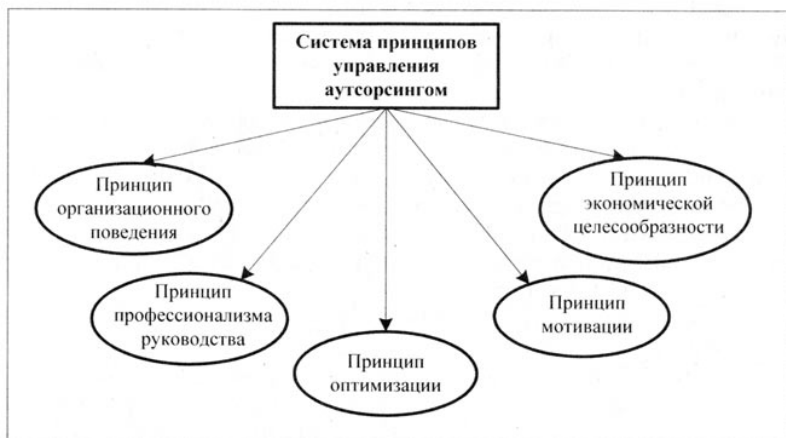 Система принципов
управления
аутсорсингом
Принцип
организационного
поведения
Принцип
экономической
целесообразности
Принцип
профессионализма
руководства
Принцип
мотивации
Принцип
оптимизации